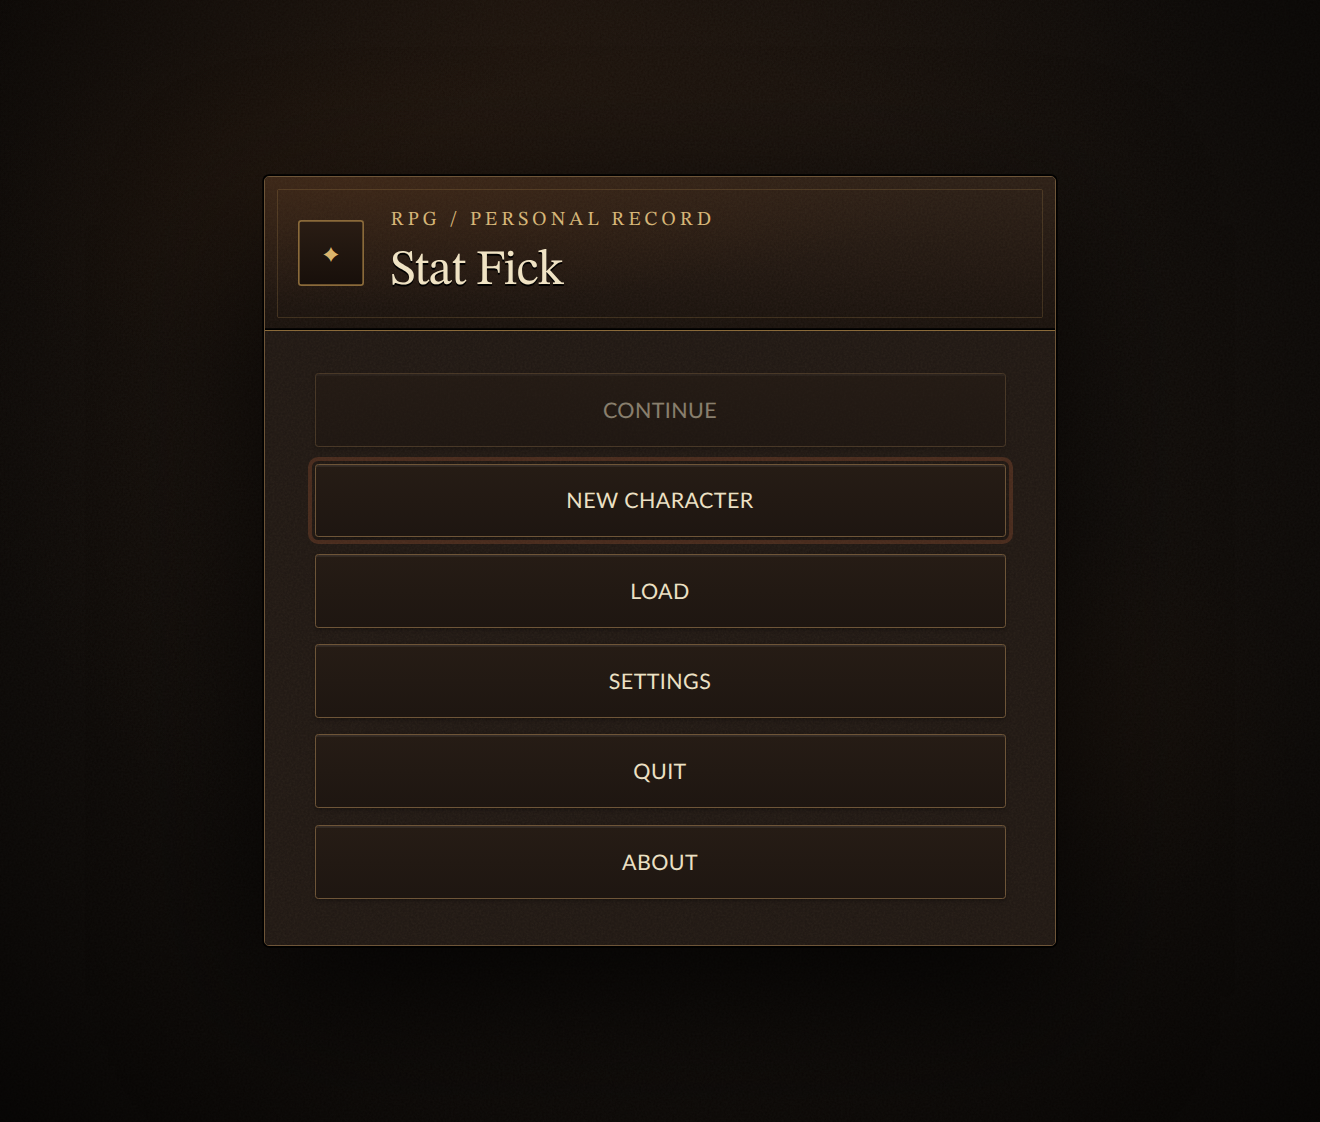 RPG / PERSONAL RECORD
Stat Fick
CONTINUE
NEW CHARACTER
LOAD
SETTINGS
QUIT
ABOUT